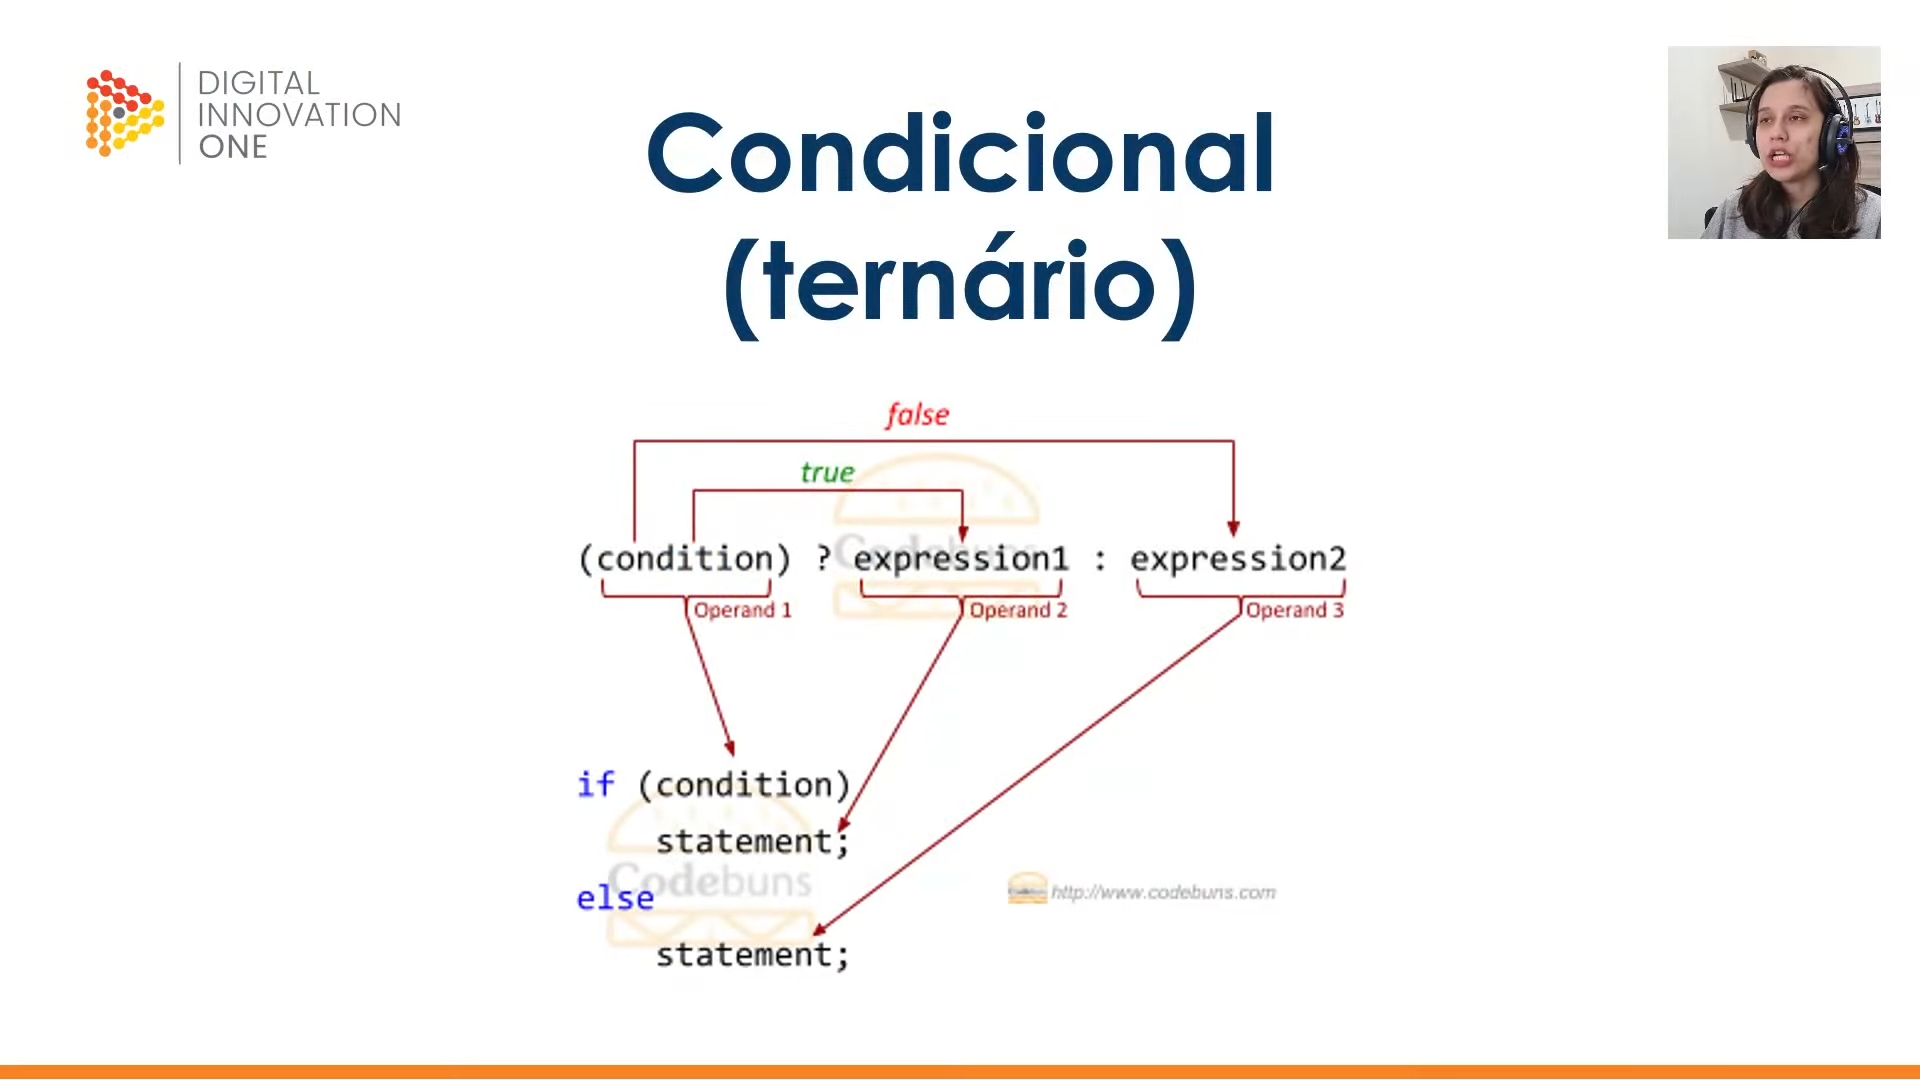 DIGITAL
INNOVATION
ONE
Condicional
(ternário)
false
true
(condition) ? expression1 : expression2
Operand 1 Operand 2 Operand 3
if (condition)
statement;
else
statement;
Codebuns
Codebuns
http://www.codebuns.com